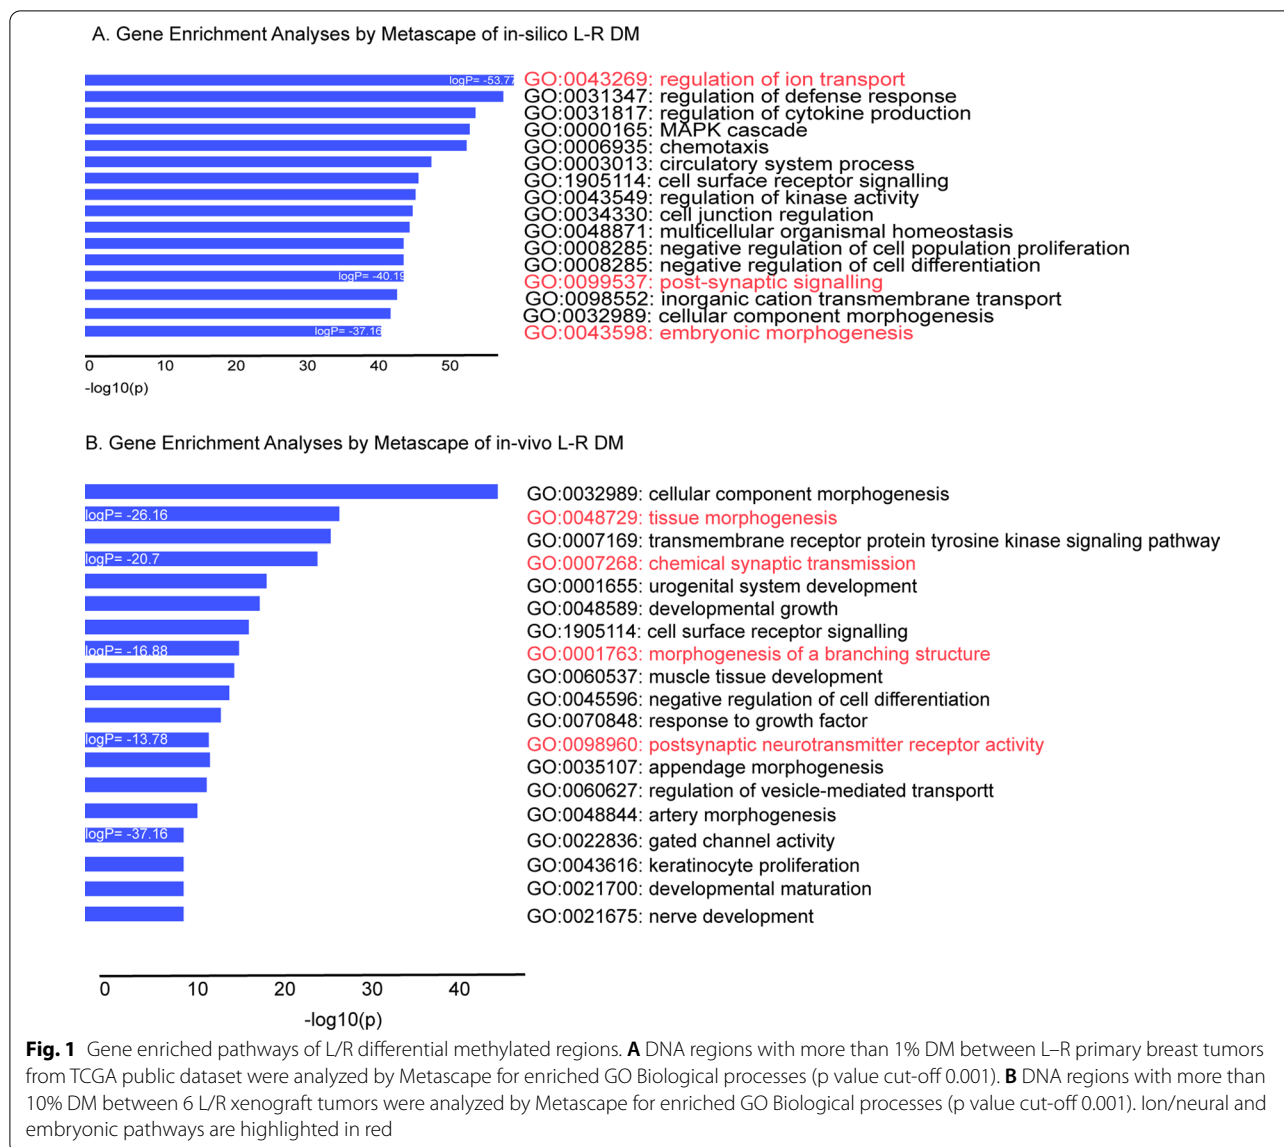 A. Gene Enrichment Analyses by Metascape of in-silico L-R DM
logP= -53.77 GO:0043269: regulation of ion transport
GO:0031347: regulation of defense response
GO:0031817: regulation of cytokine production
GO:0000165: MAPK cascade
GO:0006935: chemotaxis
GO:0003013: circulatory system process
GO:1905114: cell surface receptor signalling
GO:0043549: regulation of kinase activity
GO:0034330: cell junction regulation
GO:0048871: multicellular organismal homeostasis
GO:0008285: negative regulation of cell population proliferation
GO:0008285: negative regulation of cell differentiation
logP= -40.19 GO:0099537: post-synaptic signalling
GO:0098552: inorganic cation transmembrane transport
GO:0032989: cellular component morphogenesis
logP= -37.16 GO:0043598: embryonic morphogenesis
0 10 20 30 40 50
-log10(p)
B. Gene Enrichment Analyses by Metascape of in-vivo L-R DM
GO:0032989: cellular component morphogenesis
logP= -26.16 GO:0048729: tissue morphogenesis
GO:0007169: transmembrane receptor protein tyrosine kinase signaling pathway
logP= -20.7 GO:0007268: chemical synaptic transmission
GO:0001655: urogenital system development
GO:0048589: developmental growth
GO:1905114: cell surface receptor signalling
logP= -16.88 GO:0001763: morphogenesis of a branching structure
GO:0060537: muscle tissue development
GO:0045596: negative regulation of cell differentiation
GO:0070848: response to growth factor
logP= -13.78 GO:0098960: postsynaptic neurotransmitter receptor activity
GO:0035107: appendage morphogenesis
GO:0060627: regulation of vesicle-mediated transportt
GO:0048844: artery morphogenesis
logP= -37.16 GO:0022836: gated channel activity
GO:0043616: keratinocyte proliferation
GO:0021700: developmental maturation
GO:0021675: nerve development
0 10 20 30 40
-log10(p)
Fig. 1 Gene enriched pathways of L/R differential methylated regions. A DNA regions with more than 1% DM between L–R primary breast tumors
from TCGA public dataset were analyzed by Metascape for enriched GO Biological processes (p value cut-off 0.001). B DNA regions with more than
10% DM between 6 L/R xenograft tumors were analyzed by Metascape for enriched GO Biological processes (p value cut-off 0.001). Ion/neural and
embryonic pathways are highlighted in red